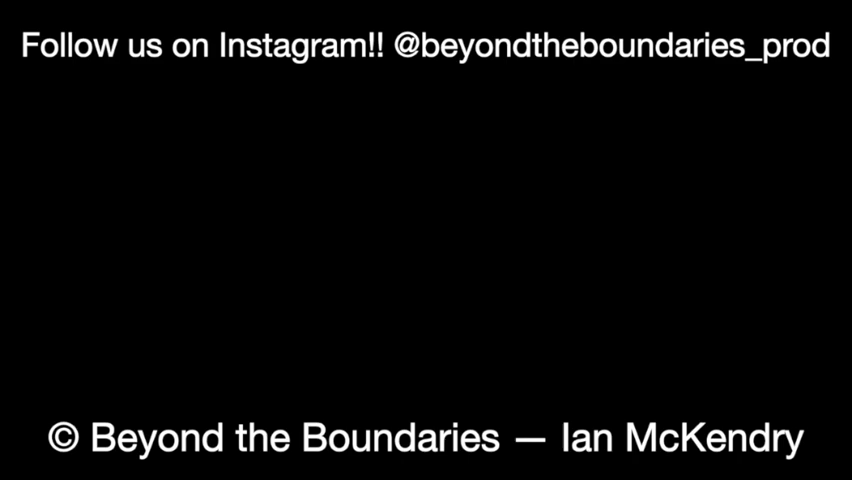 Follow us on Instagram!! @beyondtheboundaries_prod
© Beyond the Boundaries — Ian McKendry